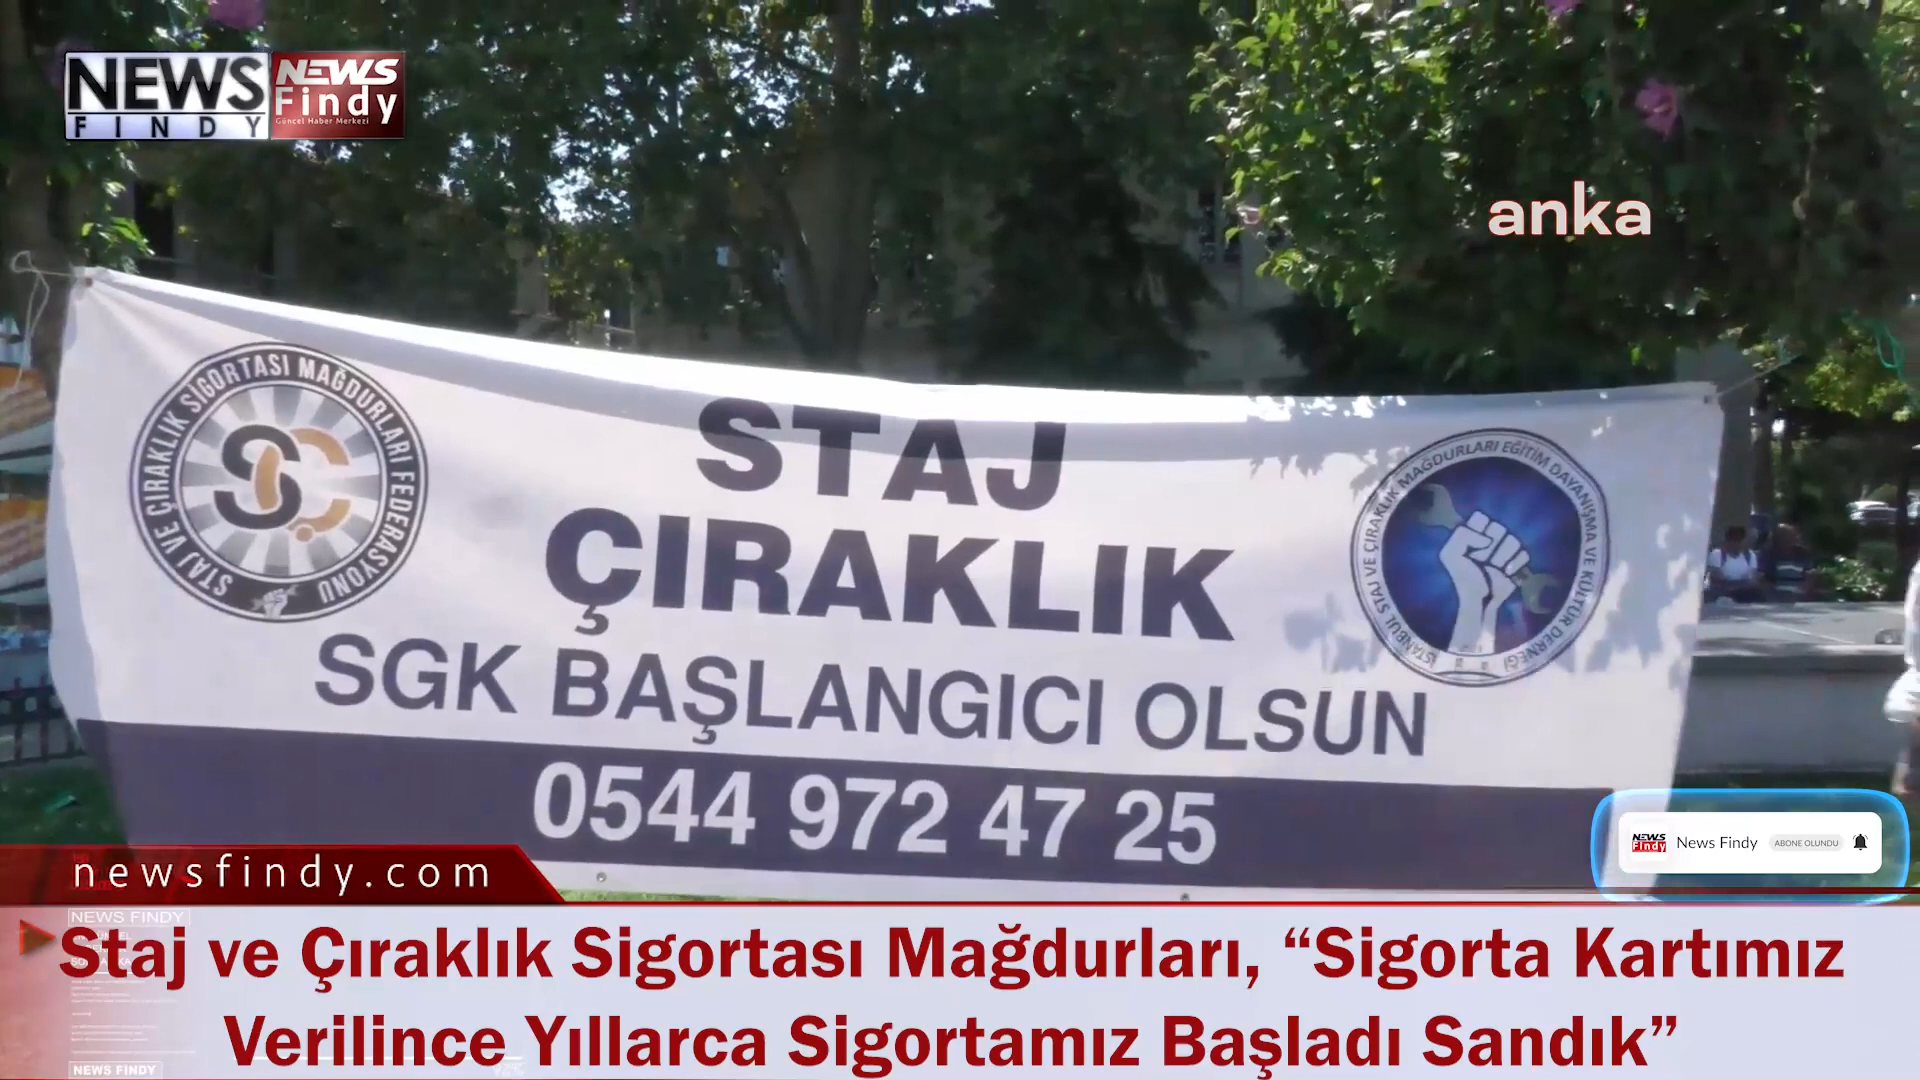 NEWS
FINDY
NEWS
Findy
Güncel Haber Merkezi
anka
STAJ VE ÇIRAKLIK SİGORTASI MAĞDURLARI FEDERASYONU
STAJ
ÇIRAKLIK
SGK BAŞLANGICI OLSUN
0544 972 47 25
İSTANBUL STAJ VE ÇIRAKLIK MAĞDURLARI EĞİTİM DAYANIŞMA VE KÜLTÜR DERNEĞİ
NEWS
Findy
News Findy
ABONE OLUNDU
newsfindy.com
NEWS FINDY
Staj ve Çıraklık Sigortası Mağdurları, “Sigorta Kartımız
Verilince Yıllarca Sigortamız Başladı Sandık”
NEWS FINDY